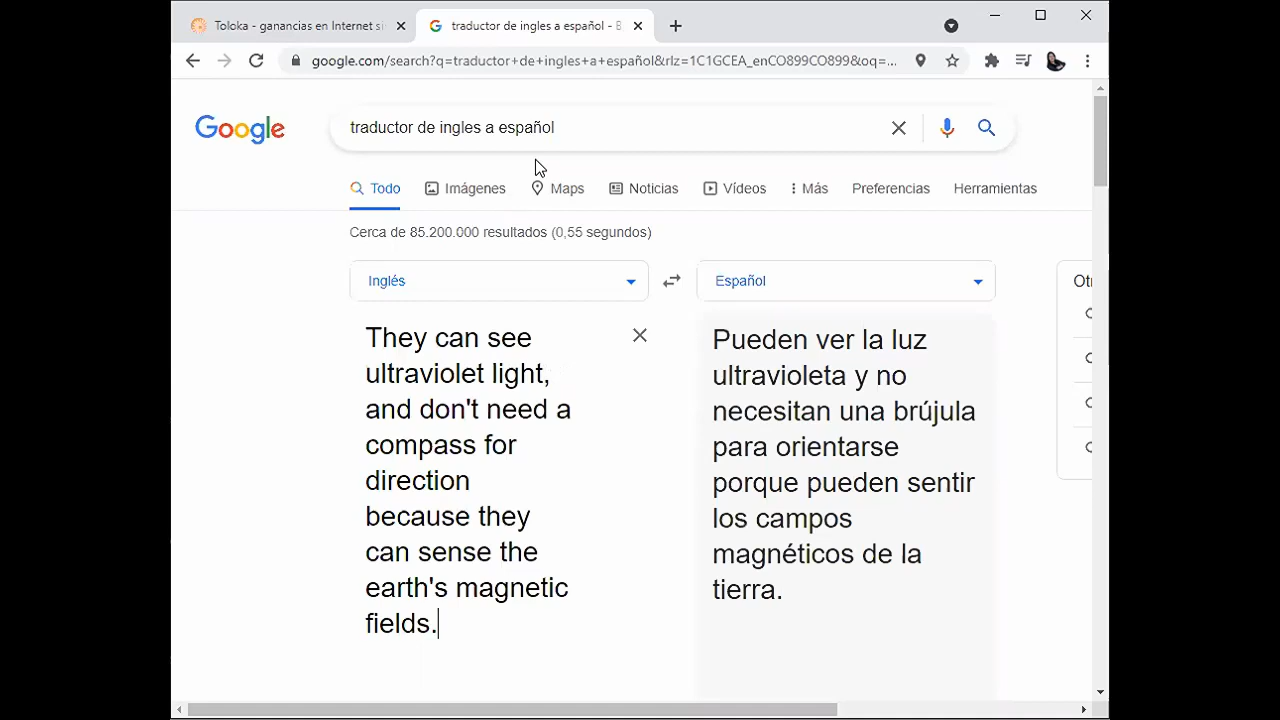 Toloka - ganancias en Internet si
traductor de ingles a español - B
google.com/search?q=traductor+de+ingles+a+español&rlz=1C1GCEA_enCO899CO899&oq=...
Google
traductor de ingles a español
Todo Imágenes Maps Noticias Vídeos Más Preferencias Herramientas
Cerca de 85.200.000 resultados (0,55 segundos)
Inglés
Español
They can see
ultraviolet light,
and don't need a
compass for
direction
because they
can sense the
earth's magnetic
fields.
Pueden ver la luz
ultravioleta y no
necesitan una brújula
para orientarse
porque pueden sentir
los campos
magnéticos de la
tierra.